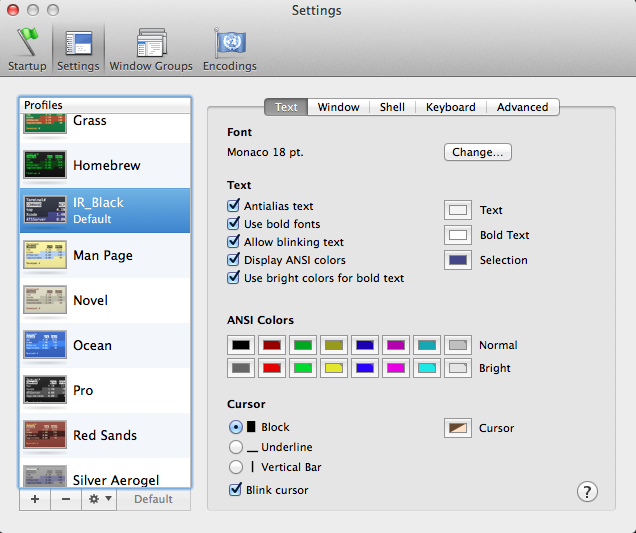 Settings
Startup Settings Window Groups Encodings
Profiles
Grass
Homebrew
IR_Black
Default
Man Page
Novel
Ocean
Pro
Red Sands
Silver Aerogel
+ − Default
Text Window Shell Keyboard Advanced
Font
Monaco 18 pt. Change...
Text
Antialias text
Use bold fonts
Allow blinking text
Display ANSI colors
Use bright colors for bold text
Text
Bold Text
Selection
ANSI Colors
Normal
Bright
Cursor
Block
Underline
Vertical Bar
Blink cursor
Cursor
?